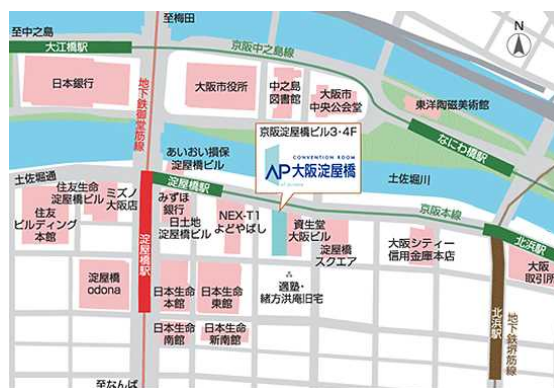 至中之島
至梅田
N
大江橋駅
京阪中之島線
日本銀行
地下鉄御堂筋線
大阪市役所
中之島
図書館
大阪市
中央公会堂
東洋陶磁美術館
なにわ橋駅
京阪淀屋橋ビル3・4F
CONVENTION ROOM
AP大阪淀屋橋
あいおい損保
淀屋橋ビル
土佐堀通
淀屋橋駅
土佐堀川
京阪本線
北浜駅
住友生命
淀屋橋ビル
ミズノ
大阪店
住友
ビルディング
本館
みずほ
銀行
日土地
淀屋橋ビル
NEX-T1
よどやばし
資生堂
大阪ビル
淀屋橋
スクエア
大阪シティー
信用金庫本店
大阪
取引所
淀屋橋駅
淀屋橋
odona
日本生命
本館
日本生命
東館
適塾・
緒方洪庵旧宅
北浜駅
地下鉄堺筋線
日本生命
南館
日本生命
新南館
至なんば